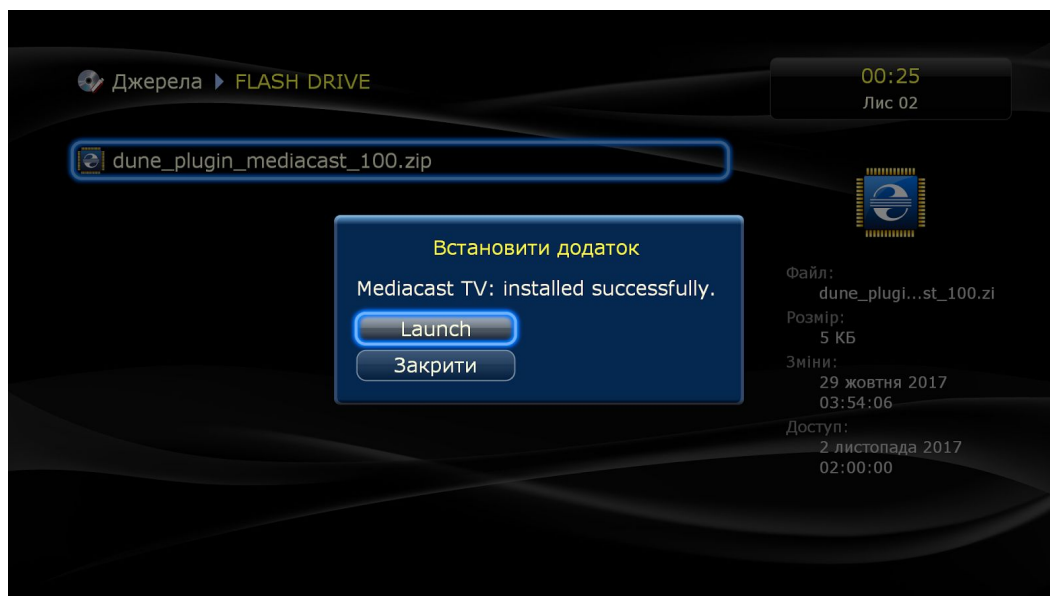 Джерела FLASH DRIVE
00:25
Лис 02
dune_plugin_mediacast_100.zip
Встановити додаток
Mediacast TV: installed successfully.
Launch
Закрити
Файл:
dune_plugi...st_100.zi
Розмір:
5 КБ
Зміни:
29 жовтня 2017
03:54:06
Доступ:
2 листопада 2017
02:00:00